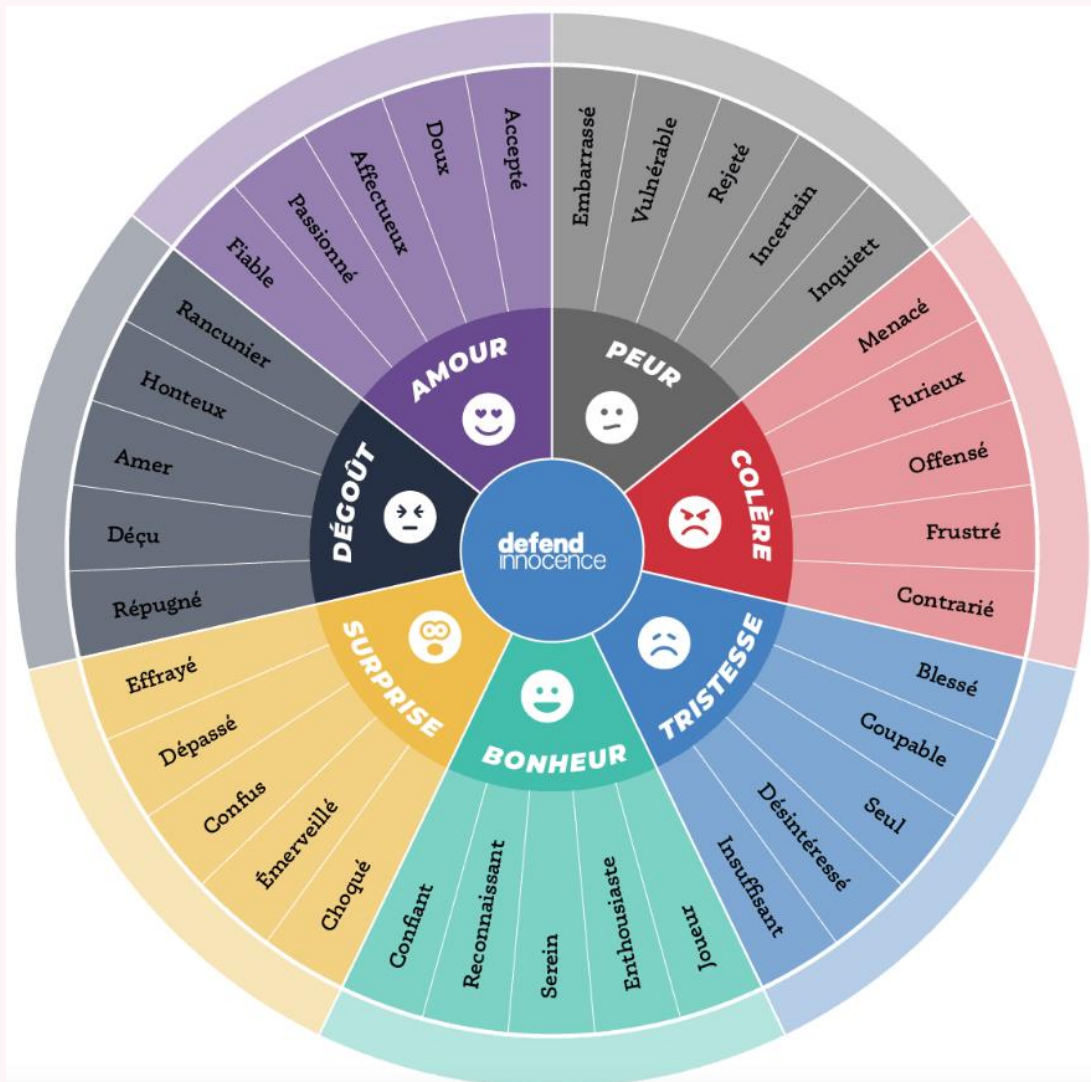 PEUR
Embarrassé
Vulnérable
Rejeté
Incertain
Inquiett
COLÈRE
Menacé
Furieux
Offensé
Frustré
Contrarié
TRISTESSE
Blessé
Coupable
Seul
Désintéressé
Insuffisant
BONHEUR
Joueur
Enthousiaste
Serein
Reconnaissant
Confiant
SURPRISE
Choqué
Émerveillé
Confus
Dépassé
Effrayé
DÉGOÛT
Répugné
Déçu
Amer
Honteux
Rancunier
AMOUR
Fiable
Passionné
Affectueux
Doux
Accepté
defend
innocence